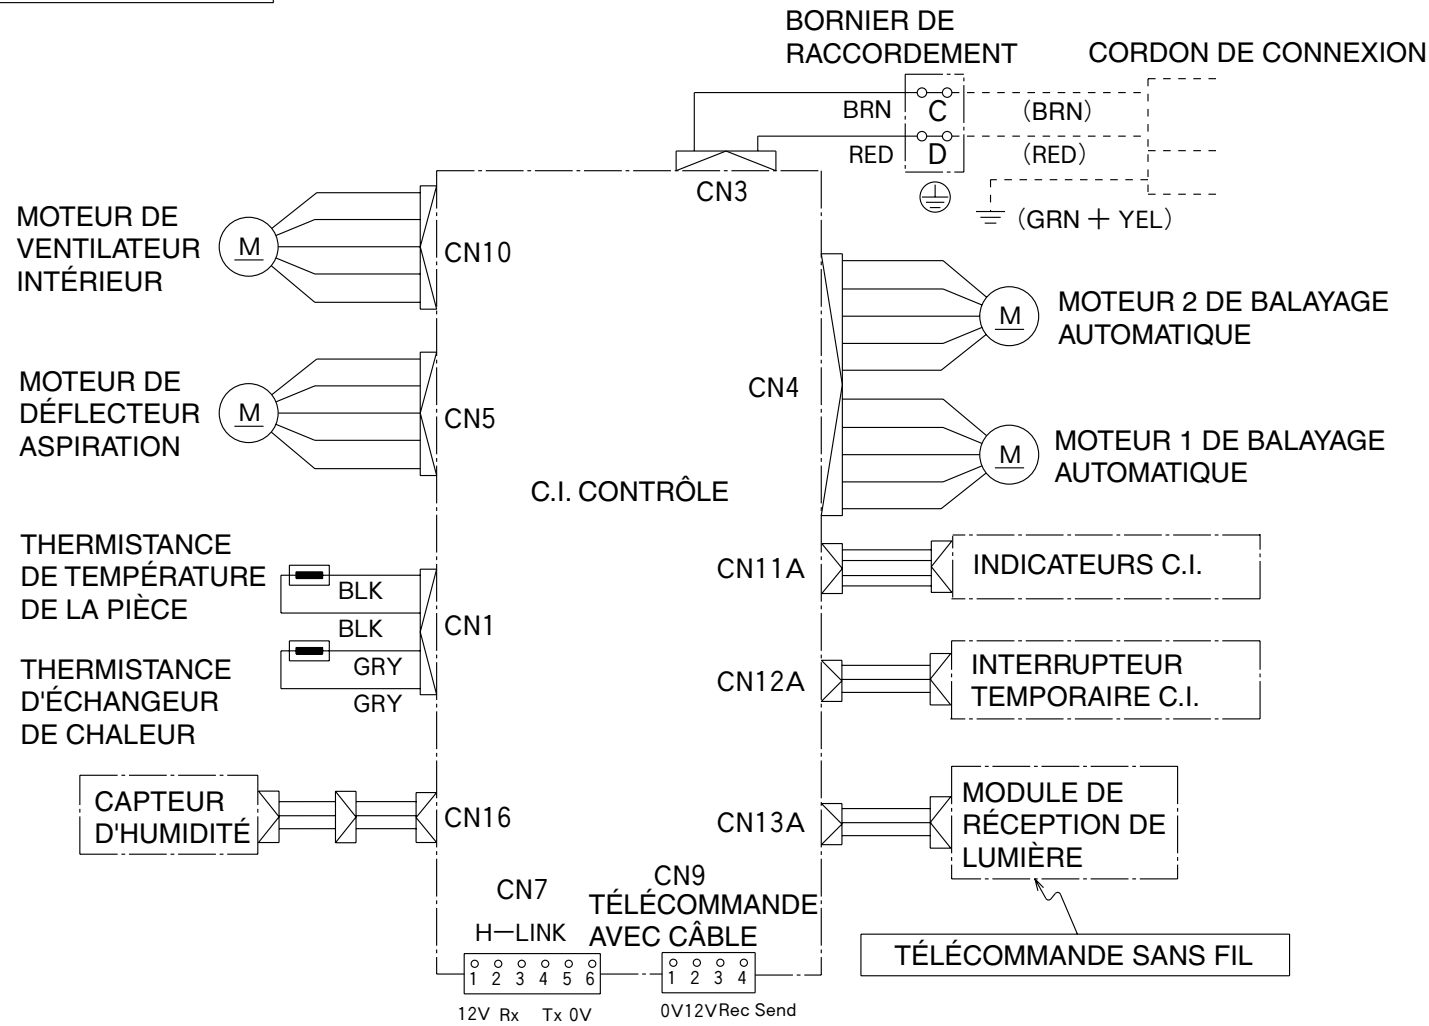 BORNIER DE
RACCORDEMENT
CORDON DE CONNEXION
BRN
C
(BRN)
RED
D
(RED)
(GRN + YEL)
CN3
MOTEUR DE
VENTILATEUR
INTÉRIEUR
M
CN10
MOTEUR DE
DÉFLECTEUR
ASPIRATION
M
CN5
CN4
M
MOTEUR 2 DE BALAYAGE
AUTOMATIQUE
M
MOTEUR 1 DE BALAYAGE
AUTOMATIQUE
C.I. CONTRÔLE
THERMISTANCE
DE TEMPÉRATURE
DE LA PIÈCE
BLK
BLK
CN1
THERMISTANCE
D'ÉCHANGEUR
DE CHALEUR
GRY
GRY
CN11A
INDICATEURS C.I.
CN12A
INTERRUPTEUR
TEMPORAIRE C.I.
CAPTEUR
D'HUMIDITÉ
CN16
CN13A
MODULE DE
RÉCEPTION DE
LUMIÈRE
TÉLÉCOMMANDE SANS FIL
CN7
H-LINK
1 2 3 4 5 6
12V Rx Tx 0V
CN9
TÉLÉCOMMANDE
AVEC CÂBLE
1 2 3 4
0V12VRec Send